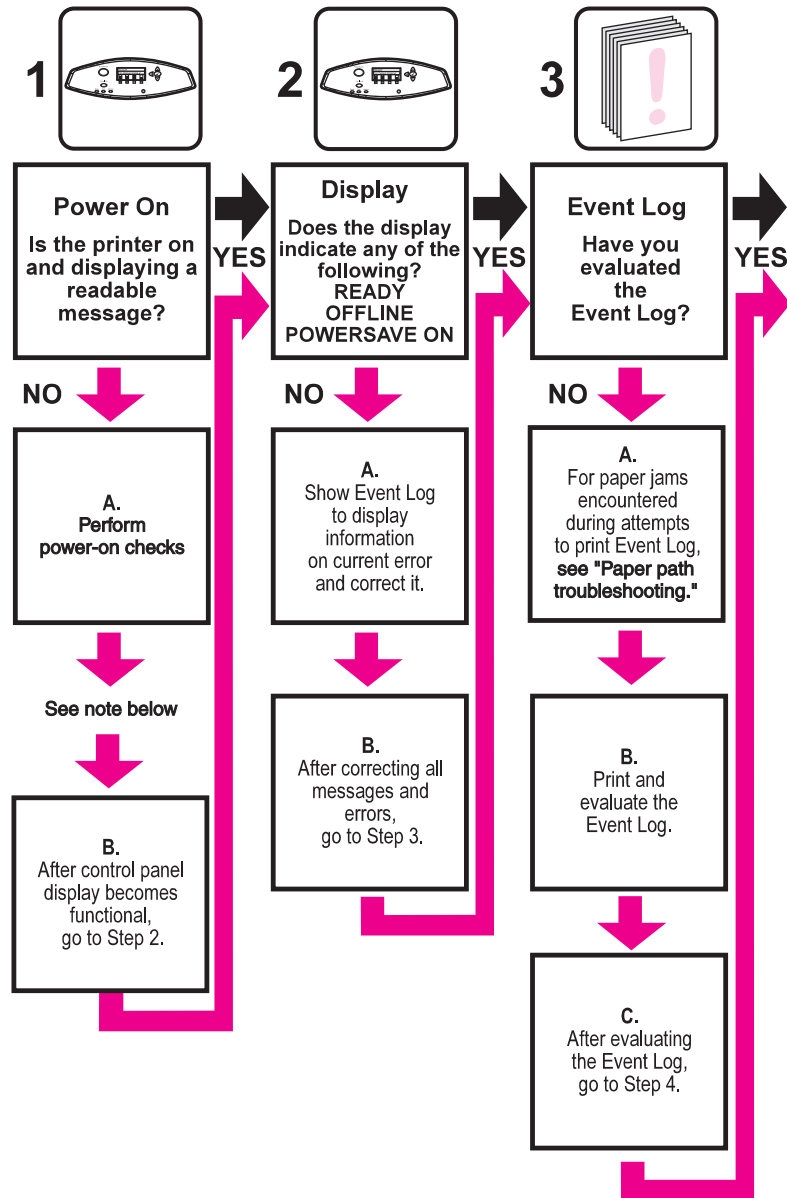 1
Power On
Is the printer on
and displaying a
readable
message?
YES
NO
A.
Perform
power-on checks
See note below
B.
After control panel
display becomes
functional,
go to Step 2.
2
Display
Does the display
indicate any of the
following?
READY
OFFLINE
POWERSAVE ON
YES
NO
A.
Show Event Log
to display
information
on current error
and correct it.
B.
After correcting all
messages and
errors,
go to Step 3.
3
Event Log
Have you
evaluated
the
Event Log?
YES
NO
A.
For paper jams
encountered
during attempts
to print Event Log,
see "Paper path
troubleshooting."
B.
Print and
evaluate the
Event Log.
C.
After evaluating
the Event Log,
go to Step 4.